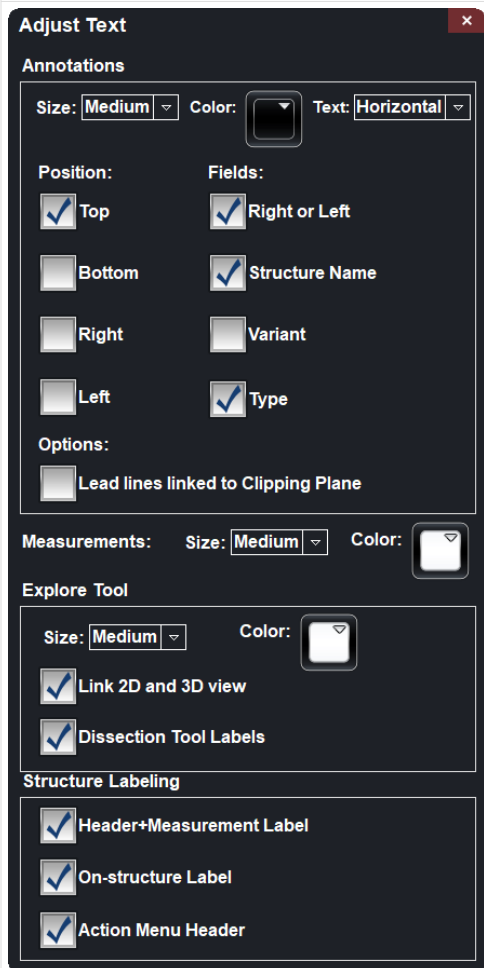 Adjust Text
Annotations
Size: Medium Color: Text: Horizontal
Position: Fields:
Top Right or Left
Bottom Structure Name
Right Variant
Left Type
Options:
Lead lines linked to Clipping Plane
Measurements: Size: Medium Color:
Explore Tool
Size: Medium Color:
Link 2D and 3D view
Dissection Tool Labels
Structure Labeling
Header+Measurement Label
On-structure Label
Action Menu Header